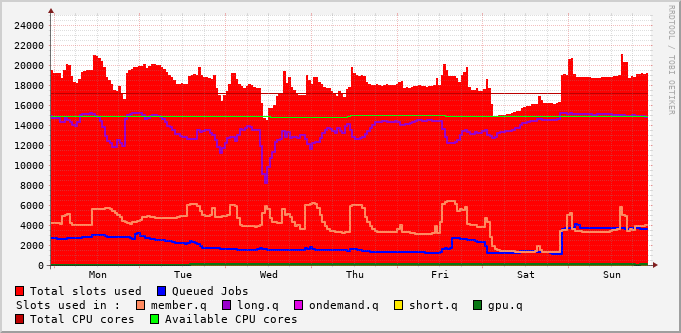 RRDTOOL / TOBI OETIKER
24000
22000
20000
18000
16000
14000
12000
10000
8000
6000
4000
2000
0
Mon Tue Wed Thu Fri Sat Sun
Total slots used Queued Jobs
Slots used in : member.q long.q ondemand.q short.q gpu.q
Total CPU cores Available CPU cores